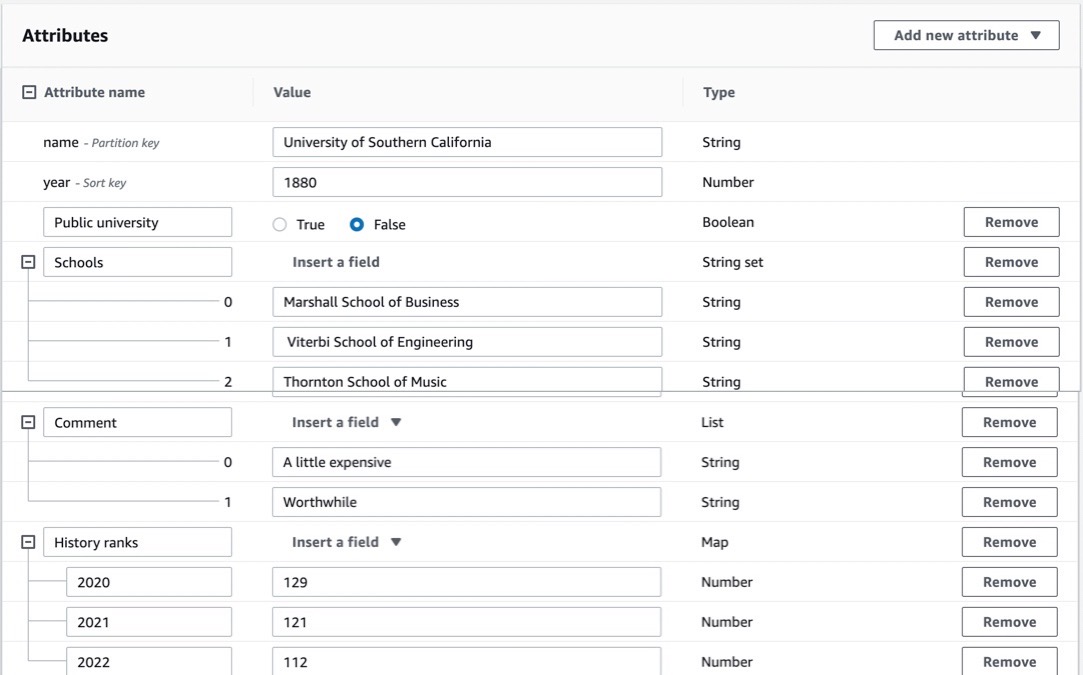 Attributes Add new attribute ▼
Attribute name Value Type
name - Partition key University of Southern California String
year - Sort key 1880 Number
Public university True False Boolean Remove
Schools Insert a field String set Remove
0 Marshall School of Business String Remove
1 Viterbi School of Engineering String Remove
2 Thornton School of Music String Remove
Comment Insert a field ▼ List Remove
0 A little expensive String Remove
1 Worthwhile String Remove
History ranks Insert a field ▼ Map Remove
2020 129 Number Remove
2021 121 Number Remove
2022 112 Number Remove